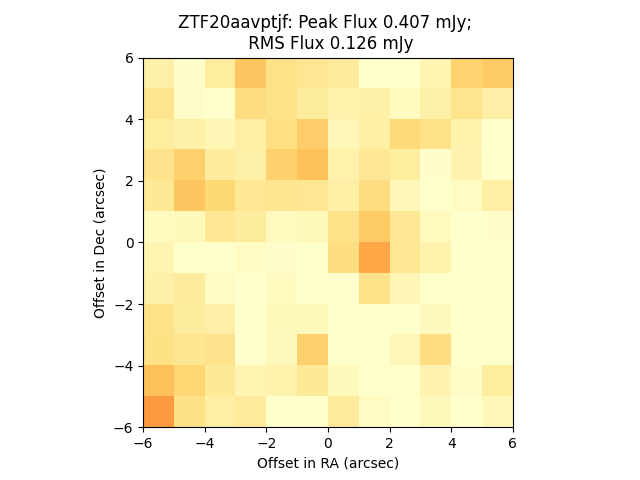 ZTF20aavptjf: Peak Flux 0.407 mJy;
RMS Flux 0.126 mJy
6
4
2
0
−2
−4
−6
Offset in Dec (arcsec)
−6 −4 −2 0 2 4 6
Offset in RA (arcsec)